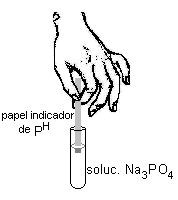 papel indicador
de PH
soluc. Na3PO4